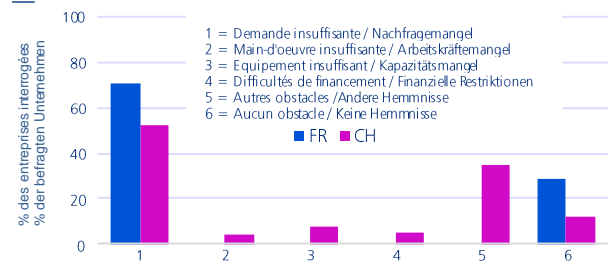 % des entreprises interrogées
% der befragten Unternehmen
100
80
60
40
20
0
1 = Demande insuffisante / Nachfragemangel
2 = Main-d'oeuvre insuffisante / Arbeitskräftemangel
3 = Equipement insuffisant / Kapazitätsmangel
4 = Difficultés de financement / Finanzielle Restriktionen
5 = Autres obstacles /Andere Hemmnisse
6 = Aucun obstacle / Keine Hemmnisse
FR CH
1 2 3 4 5 6